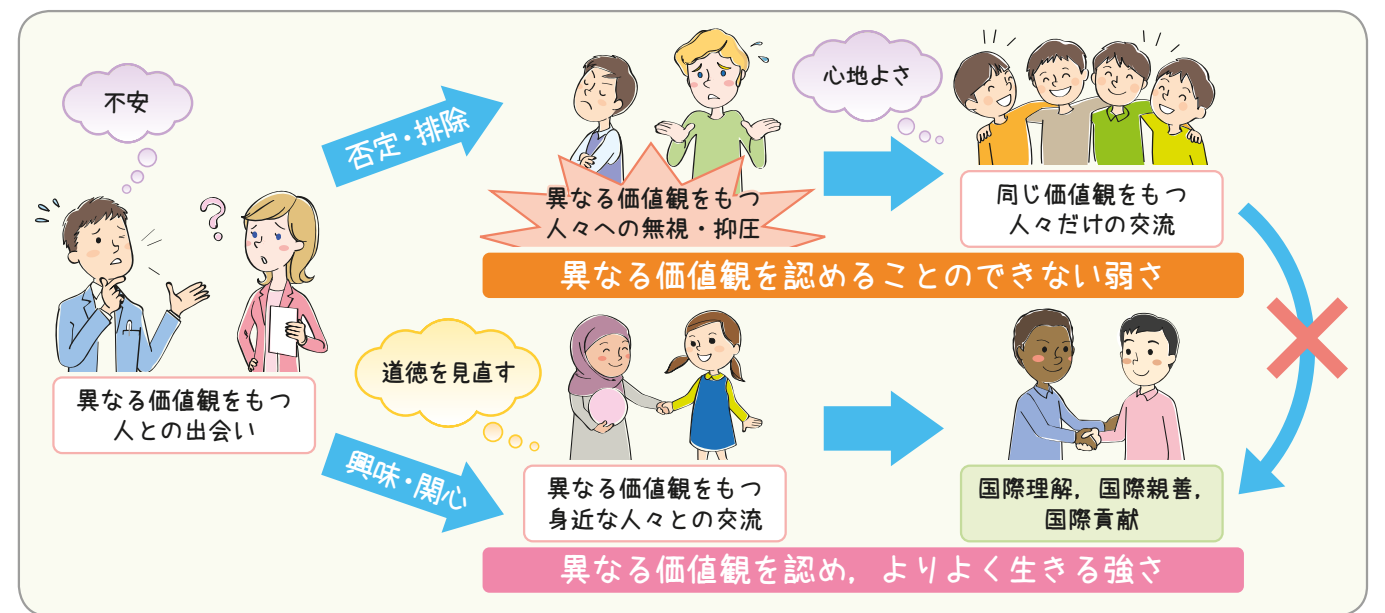 不安
?
異なる価値観をもつ
人との出会い
否定・排除
異なる価値観をもつ
人々への無視・抑圧
心地よさ
同じ価値観をもつ
人々だけの交流
異なる価値観を認めることのできない弱さ
興味・関心
道徳を見直す
異なる価値観をもつ
身近な人々との交流
国際理解，国際親善，
国際貢献
異なる価値観を認め，よりよく生きる強さ